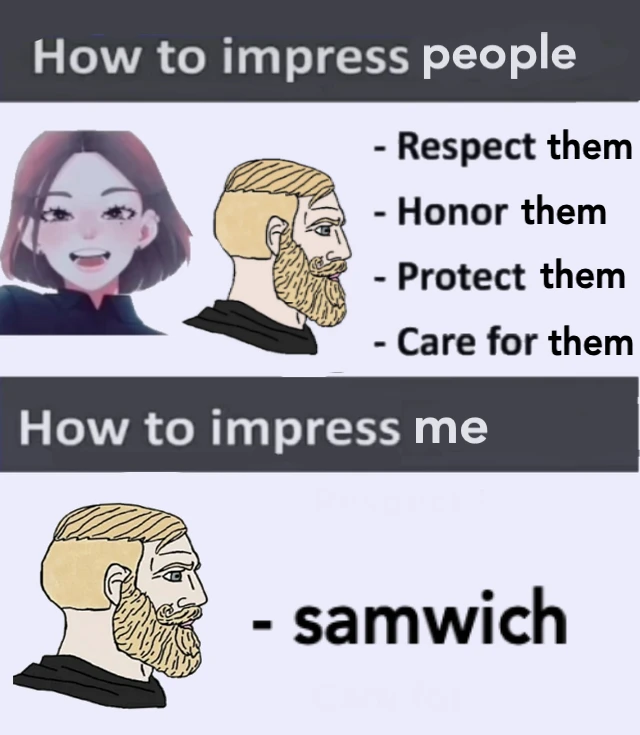 How to impress people
- Respect them
- Honor them
- Protect them
- Care for them
How to impress me
- samwich